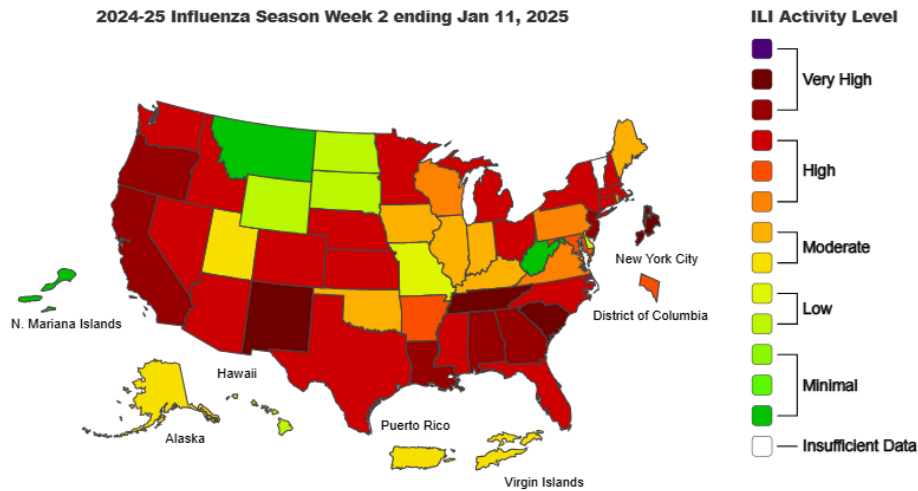 2024-25 Influenza Season Week 2 ending Jan 11, 2025
ILI Activity Level
Very High
High
Moderate
Low
Minimal
Insufficient Data
New York City
District of Columbia
N. Mariana Islands
Hawaii
Alaska
Puerto Rico
Virgin Islands